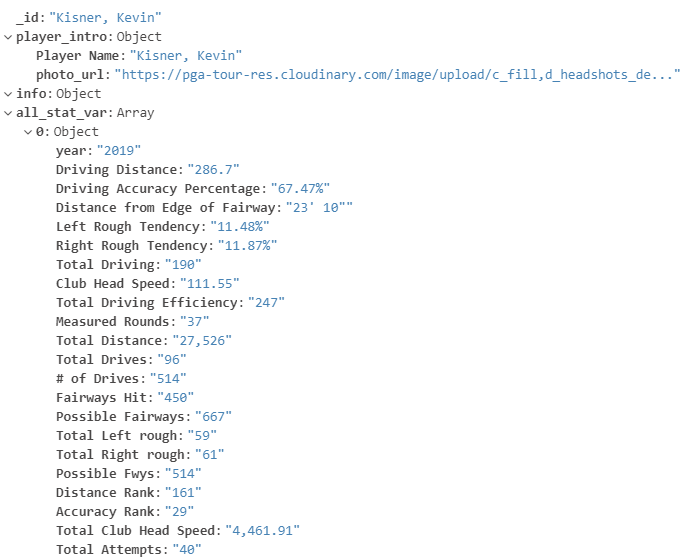 _id: "Kisner, Kevin"
player_intro: Object
Player Name: "Kisner, Kevin"
photo_url: "https://pga-tour-res.cloudinary.com/image/upload/c_fill,d_headshots_de..."
info: Object
all_stat_var: Array
0: Object
year: "2019"
Driving Distance: "286.7"
Driving Accuracy Percentage: "67.47%"
Distance from Edge of Fairway: "23' 10""
Left Rough Tendency: "11.48%"
Right Rough Tendency: "11.87%"
Total Driving: "190"
Club Head Speed: "111.55"
Total Driving Efficiency: "247"
Measured Rounds: "37"
Total Distance: "27,526"
Total Drives: "96"
# of Drives: "514"
Fairways Hit: "450"
Possible Fairways: "667"
Total Left rough: "59"
Total Right rough: "61"
Possible Fwys: "514"
Distance Rank: "161"
Accuracy Rank: "29"
Total Club Head Speed: "4,461.91"
Total Attempts: "40"